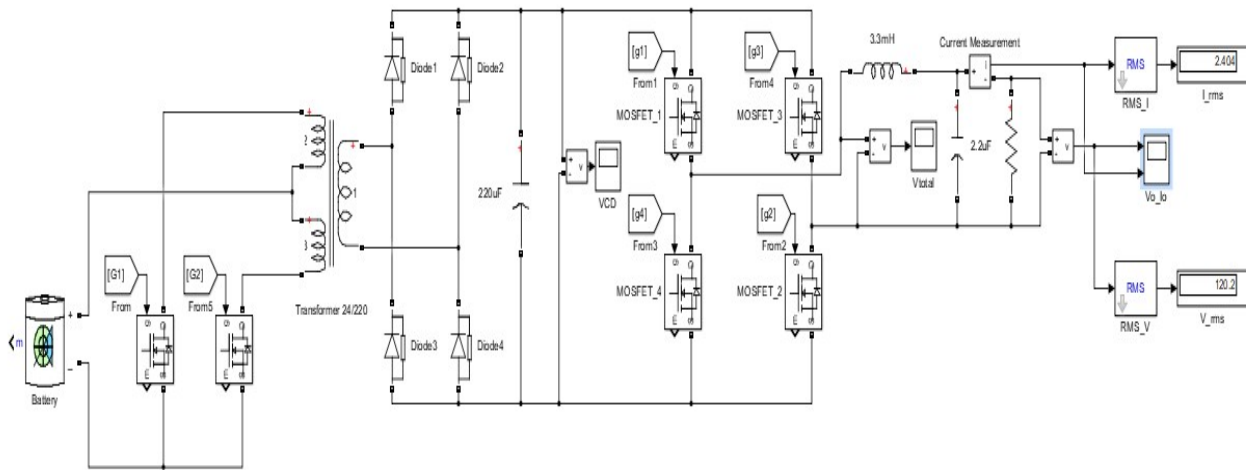 3.3mH
Current Measurement
[g1]
[g3]
Diode1
Diode2
From1
From4
RMS
2.404
RMS_I
I_rms
MOSFET_1
MOSFET_3
+
-
v
Vtotal
2.2uF
220uF
VCD
Vo_Io
[g4]
[g2]
From3
From2
[G1]
[G2]
From
From5
Transformer 24/220
MOSFET_4
MOSFET_2
RMS
120.2
RMS_V
V_rms
Diode3
Diode4
m
+
_
Battery